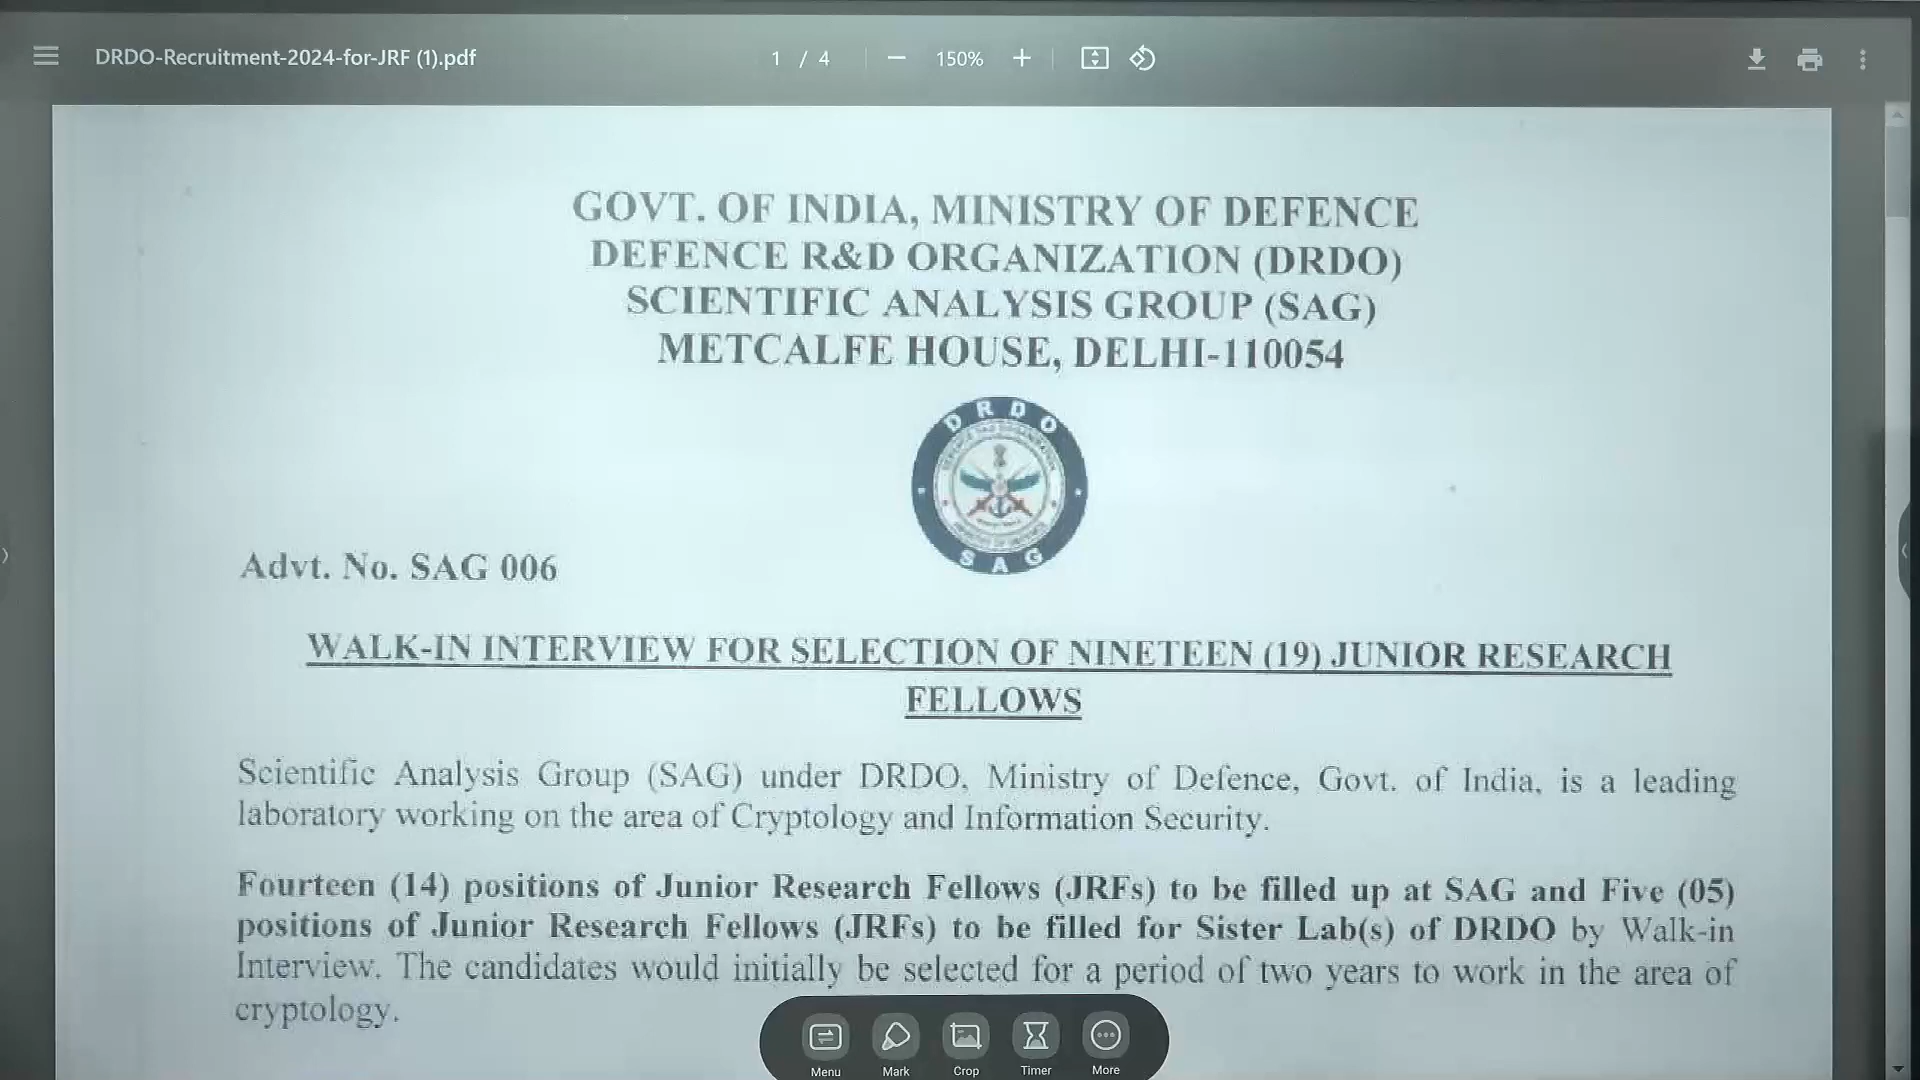 DRDO-Recruitment-2024-for-JRF (1).pdf
1 / 4
150%
GOVT. OF INDIA, MINISTRY OF DEFENCE
DEFENCE R&D ORGANIZATION (DRDO)
SCIENTIFIC ANALYSIS GROUP (SAG)
METCALFE HOUSE, DELHI-110054
DRDO
SAG
Advt. No. SAG 006
WALK-IN INTERVIEW FOR SELECTION OF NINETEEN (19) JUNIOR RESEARCH
FELLOWS
Scientific Analysis Group (SAG) under DRDO, Ministry of Defence, Govt. of India, is a leading
laboratory working on the area of Cryptology and Information Security.
Fourteen (14) positions of Junior Research Fellows (JRFs) to be filled up at SAG and Five (05)
positions of Junior Research Fellows (JRFs) to be filled for Sister Lab(s) of DRDO by Walk-in
Interview. The candidates would initially be selected for a period of two years to work in the area of
cryptology.
Menu
Mark
Crop
Timer
More